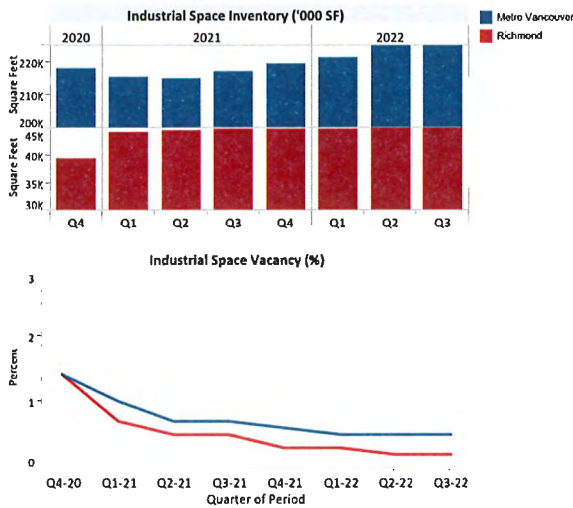 Industrial Space Inventory ('000 SF)
Metro Vancouver
Richmond
2020 2021 2022
Square Feet
220K
210K
200K
Square Feet
45K
40K
35K
30K
Q4 Q1 Q2 Q3 Q4 Q1 Q2 Q3
Industrial Space Vacancy (%)
Percent
3
2
1
0
Q4-20 Q1-21 Q2-21 Q3-21 Q4-21 Q1-22 Q2-22 Q3-22
Quarter of Period